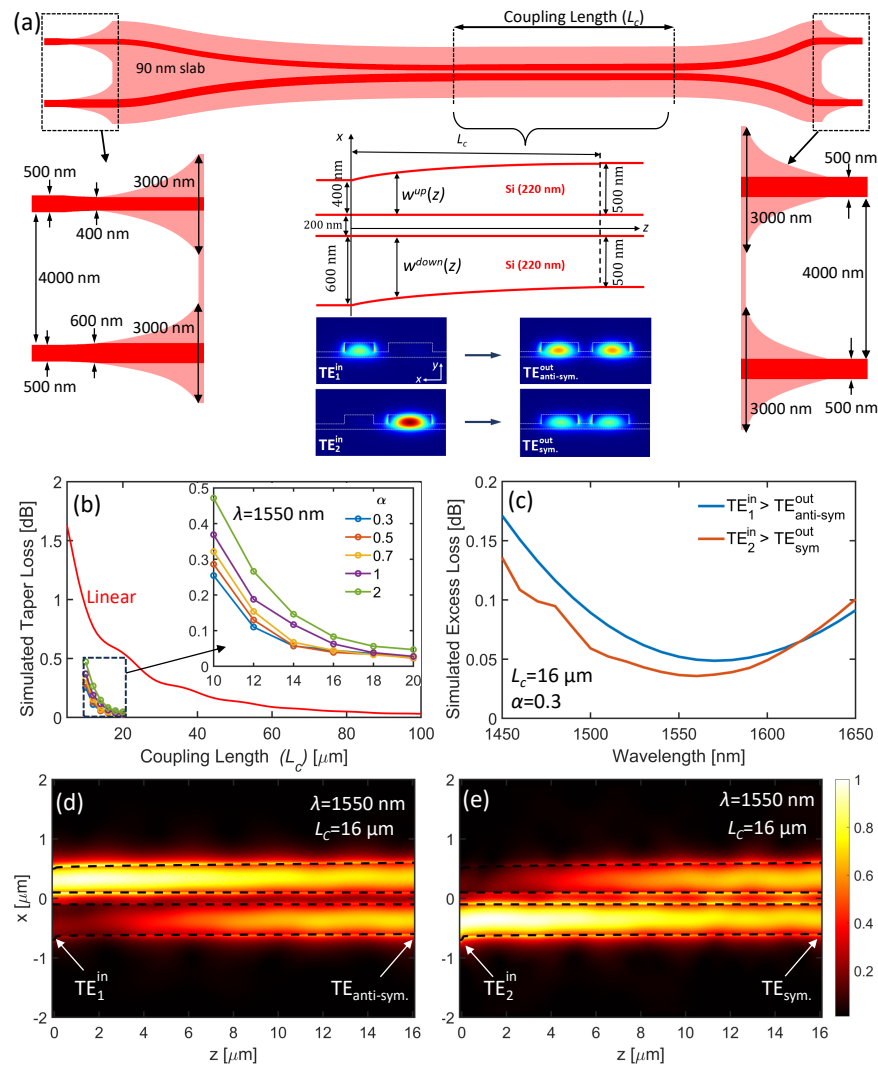 (a)
Coupling Length (Lc)
90 nm slab
x
Lc
500 nm
3000 nm
400 nm
4000 nm
600 nm
3000 nm
500 nm
400 nm
w^up(z)
Si (220 nm)
500 nm
200 nm
z
600 nm
w^down(z)
Si (220 nm)
500 nm
TE₁^in
y
x
TE^out anti-sym.
TE₂^in
TE^out sym.
500 nm
3000 nm
4000 nm
3000 nm
500 nm
(b)
Simulated Taper Loss [dB]
2
1.5
1
0.5
0
0 20 40 60 80 100
Coupling Length (Lc) [μm]
Linear
λ=1550 nm
α
0.3
0.5
0.7
1
2
0.5
0.4
0.3
0.2
0.1
0
10 12 14 16 18 20
(c)
Simulated Excess Loss [dB]
0.2
0.15
0.1
0.05
0
1450 1500 1550 1600 1650
Wavelength [nm]
TE₁^in > TE^out anti-sym
TE₂^in > TE^out sym
Lc=16 μm
α=0.3
(d)
λ=1550 nm
LC=16 μm
x [μm]
2
1
0
-1
-2
0 2 4 6 8 10 12 14 16
z [μm]
TE₁^in
TE anti-sym.
(e)
λ=1550 nm
LC=16 μm
2
1
0
-1
-2
0 2 4 6 8 10 12 14 16
z [μm]
TE₂^in
TE sym.
1
0.8
0.6
0.4
0.2